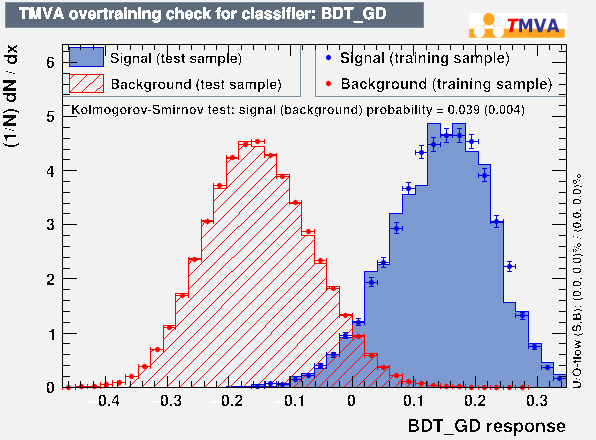 TMVA overtraining check for classifier: BDT_GD
TMVA
(1/N) dN / dx
Signal (test sample)
Background (test sample)
Signal (training sample)
Background (training sample)
Kolmogorov-Smirnov test: signal (background) probability = 0.039 (0.004)
6
5
4
3
2
1
0
-0.4
-0.3
-0.2
-0.1
0
0.1
0.2
0.3
BDT_GD response
U/O-flow (S,B): (0.0, 0.0)% / (0.0, 0.0)%